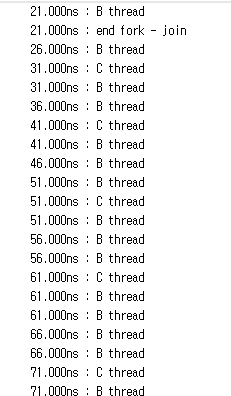 21.000ns : B thread
21.000ns : end fork - join
26.000ns : B thread
31.000ns : C thread
31.000ns : B thread
36.000ns : B thread
41.000ns : C thread
41.000ns : B thread
46.000ns : B thread
51.000ns : B thread
51.000ns : C thread
51.000ns : B thread
56.000ns : B thread
56.000ns : B thread
61.000ns : C thread
61.000ns : B thread
61.000ns : B thread
66.000ns : B thread
66.000ns : B thread
71.000ns : C thread
71.000ns : B thread